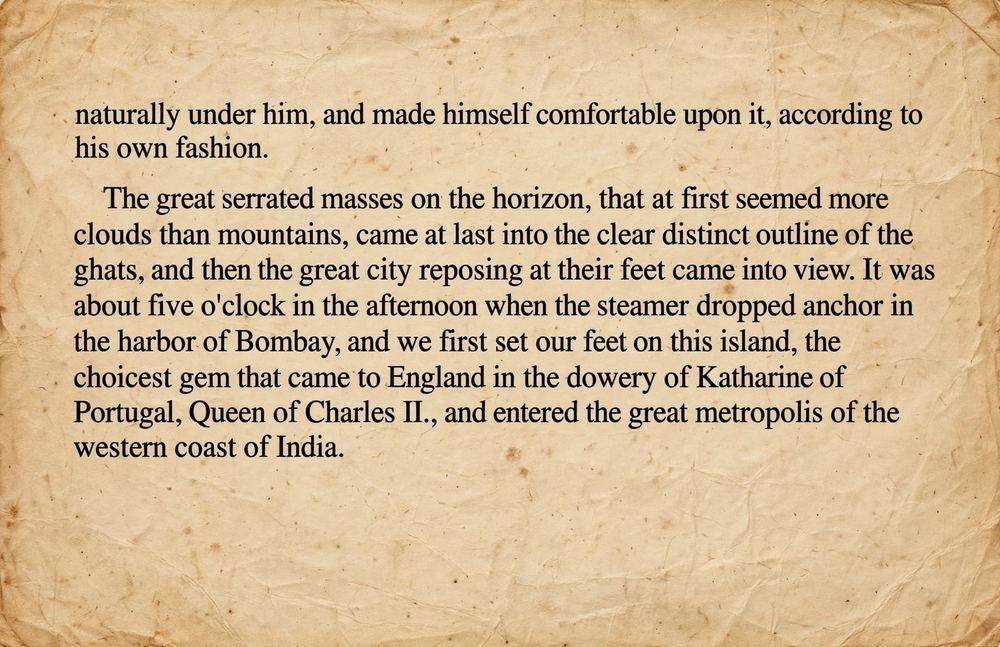 naturally under him, and made himself comfortable upon it, according to
his own fashion.
The great serrated masses on the horizon, that at first seemed more
clouds than mountains, came at last into the clear distinct outline of the
ghats, and then the great city reposing at their feet came into view. It was
about five o'clock in the afternoon when the steamer dropped anchor in
the harbor of Bombay, and we first set our feet on this island, the
choicest gem that came to England in the dowery of Katharine of
Portugal, Queen of Charles II., and entered the great metropolis of the
western coast of India.